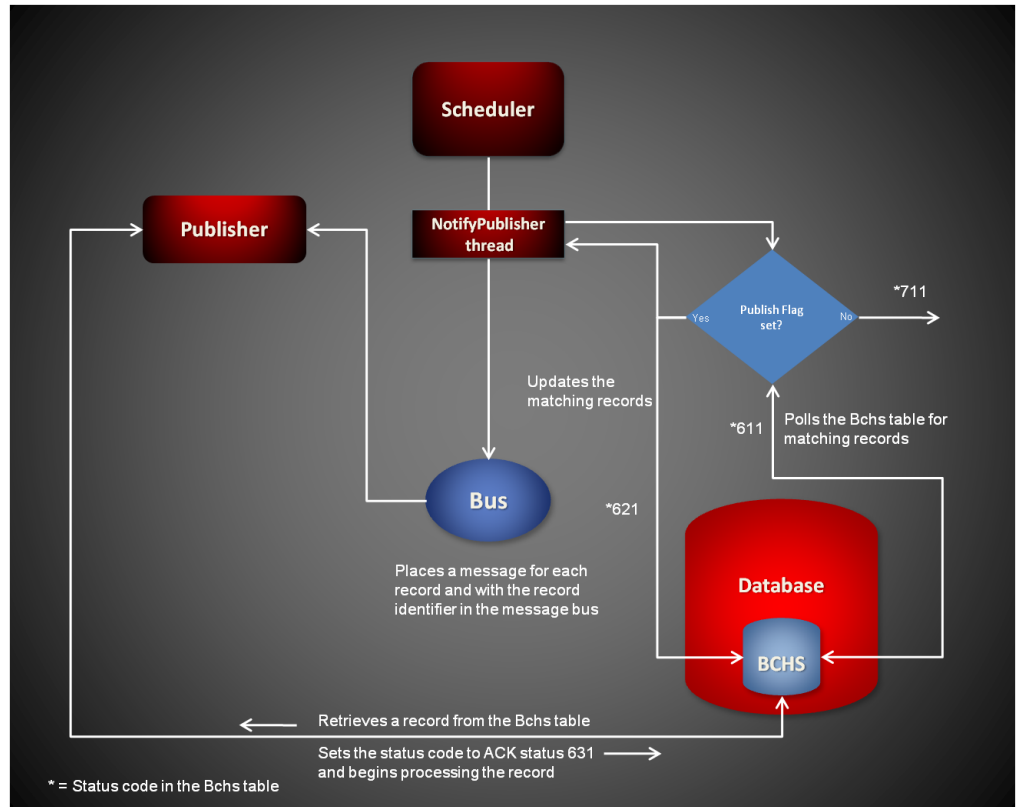 Scheduler
NotifyPublisher
thread
Publisher
*711
Publish Flag
set?
Yes
No
Updates the
matching records
*611
Polls the Bchs table for
matching records
Bus
*621
Places a message for each
record and with the record
identifier in the message bus
Database
BCHS
Retrieves a record from the Bchs table
Sets the status code to ACK status 631
and begins processing the record
* = Status code in the Bchs table